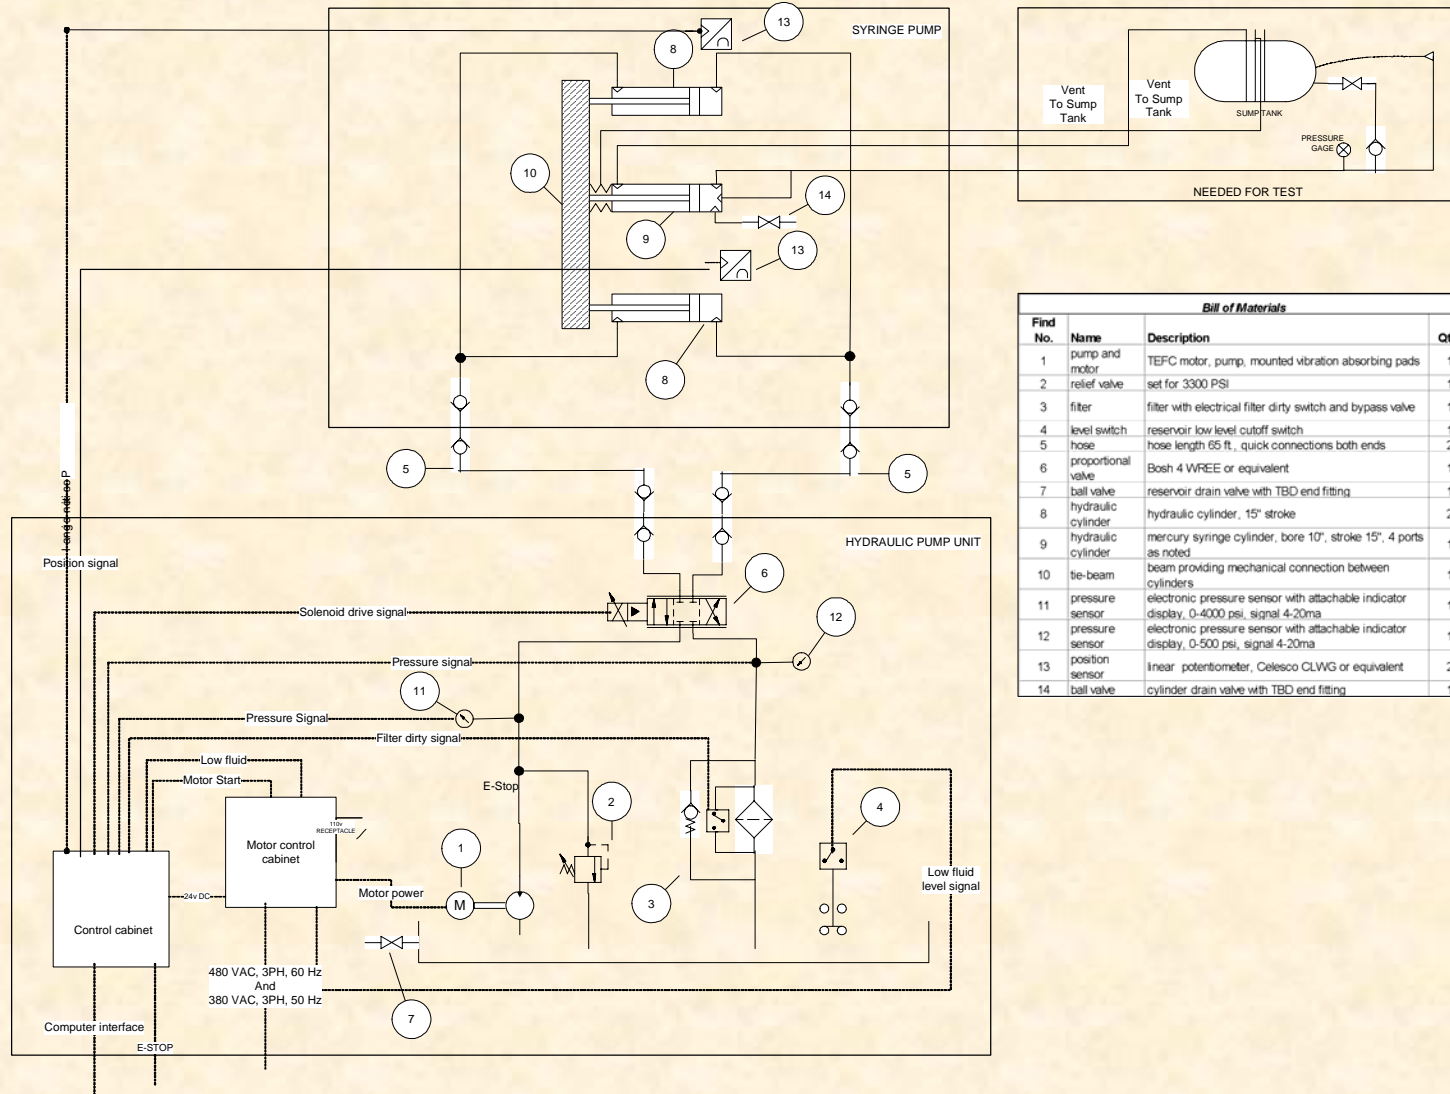 13
SYRINGE PUMP
8
Vent
To Sump
Tank
Vent
To Sump
Tank
SUMP TANK
PRESSURE
GAGE
10
14
NEEDED FOR TEST
9
13
8
5
5
Bill of Materials
Find
No. Name Description
1 pump and motor TEFC motor, pump, mounted vibration absorbing pads
2 relief valve set for 3300 PSI
3 filter filter with electrical filter dirty switch and bypass valve
4 level switch reservoir low level cutoff switch
5 hose hose length 65 ft., quick connections both ends
6 proportional valve Bosh 4 WREE or equivalent
7 ball valve reservoir drain valve with TBD end fitting
8 hydraulic cylinder hydraulic cylinder, 15" stroke
9 hydraulic cylinder mercury syringe cylinder, bore 10", stroke 15", 4 ports
as noted
10 tie-beam beam providing mechanical connection between
cylinders
11 pressure sensor electronic pressure sensor with attachable indicator
display, 0-4000 psi, signal 4-20ma
12 pressure sensor electronic pressure sensor with attachable indicator
display, 0-500 psi, signal 4-20ma
13 position sensor linear potentiometer, Celesco CLWG or equivalent
14 ball valve cylinder drain valve with TBD end fitting
HYDRAULIC PUMP UNIT
Position signal
6
Solenoid drive signal
12
Pressure signal
11
Pressure Signal
Filter dirty signal
Low fluid
Motor Start
E-Stop
2
4
110v
RECEPTACLE
Motor control
cabinet
1
Low fluid
level signal
Motor power
24v DC
M
3
Control cabinet
480 VAC, 3PH, 60 Hz
And
380 VAC, 3PH, 50 Hz
7
Computer interface
E-STOP